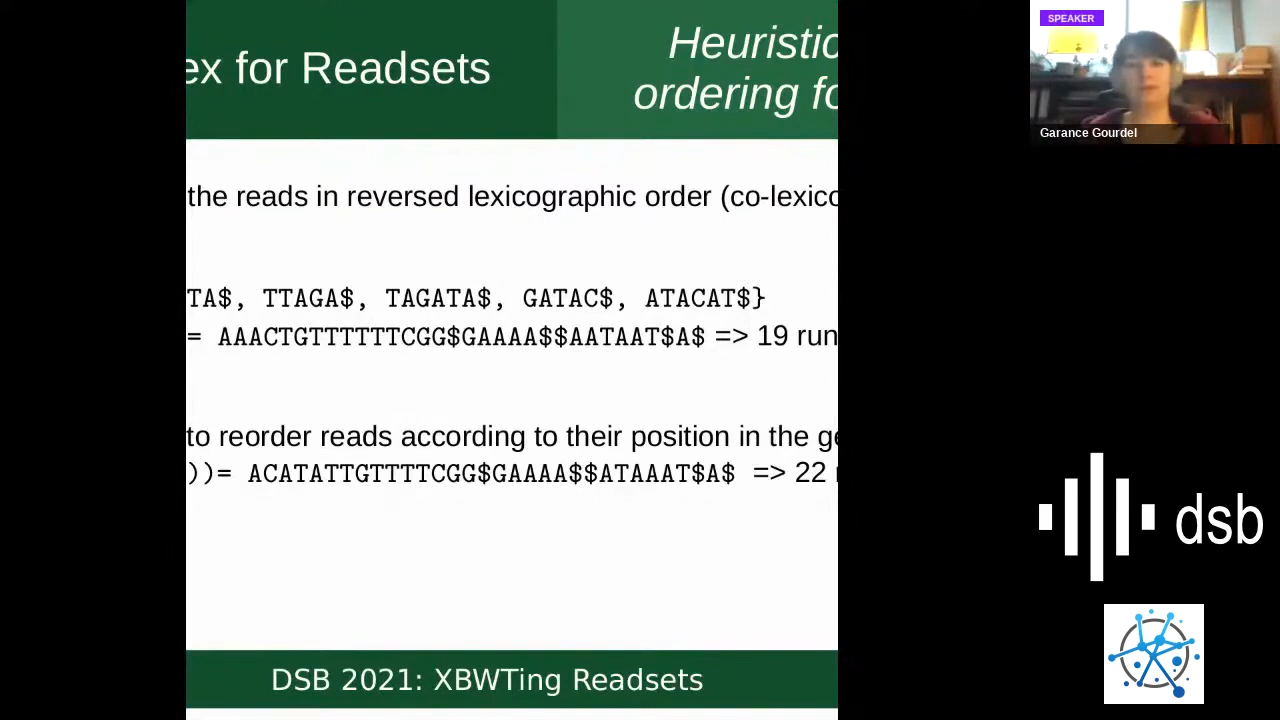 SPEAKER
Garance Gourdel
ex for Readsets
Heuristic
ordering fo
the reads in reversed lexicographic order (co-lexico
TA$, TTAGA$, TAGATA$, GATAC$, ATACAT$}
= AAACTGTTTTTTCGG$GAAAA$$AATAAT$A$ => 19 run
to reorder reads according to their position in the ge
))= ACATATTGTTTTCGG$GAAAA$$ATAAAT$A$ => 22 r
DSB 2021: XBWTing Readsets
dsb